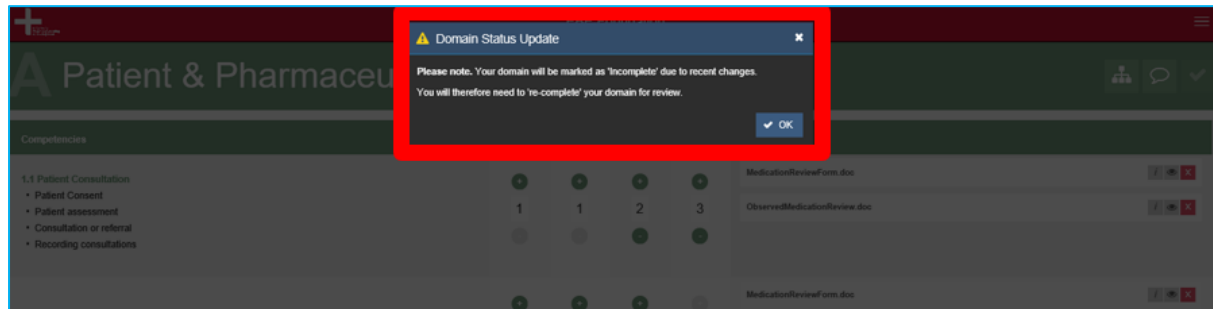 Domain Status Update
Please note. Your domain will be marked as 'Incomplete' due to recent changes.
You will therefore need to 're-complete' your domain for review.
OK
A Patient & Pharmaceu
Competencies
1.1 Patient Consultation
• Patient Consent
• Patient assessment
• Consultation or referral
• Recording consultations
1 1 2 3
MedicationReviewForm.doc
ObservedMedicationReview.doc
MedicationReviewForm.doc